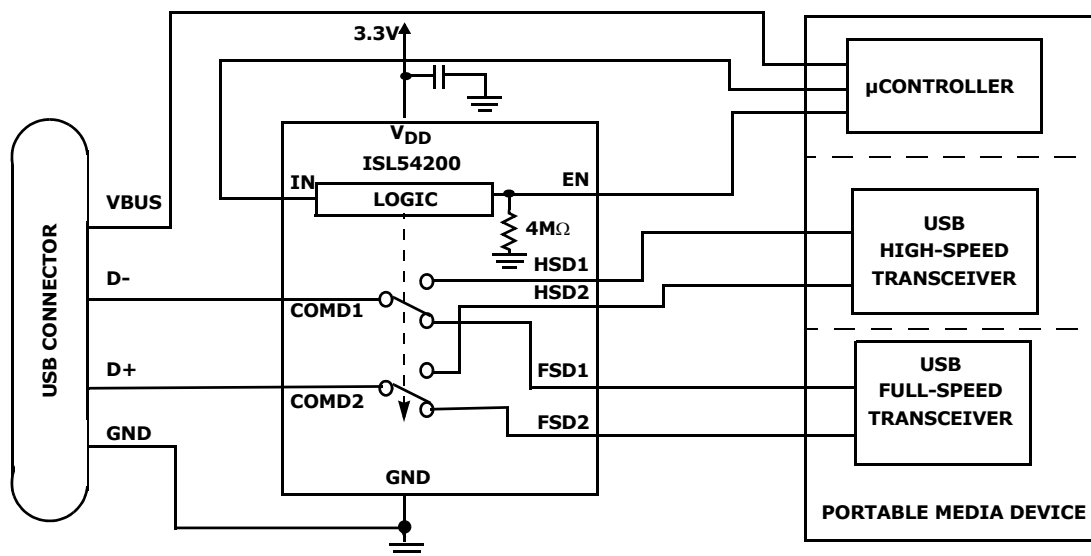 3.3V
µCONTROLLER
VDD
ISL54200
IN
EN
LOGIC
4MΩ
VBUS
USB
HIGH-SPEED
TRANSCEIVER
HSD1
HSD2
D-
COMD1
USB CONNECTOR
D+
COMD2
FSD1
FSD2
USB
FULL-SPEED
TRANSCEIVER
GND
GND
PORTABLE MEDIA DEVICE